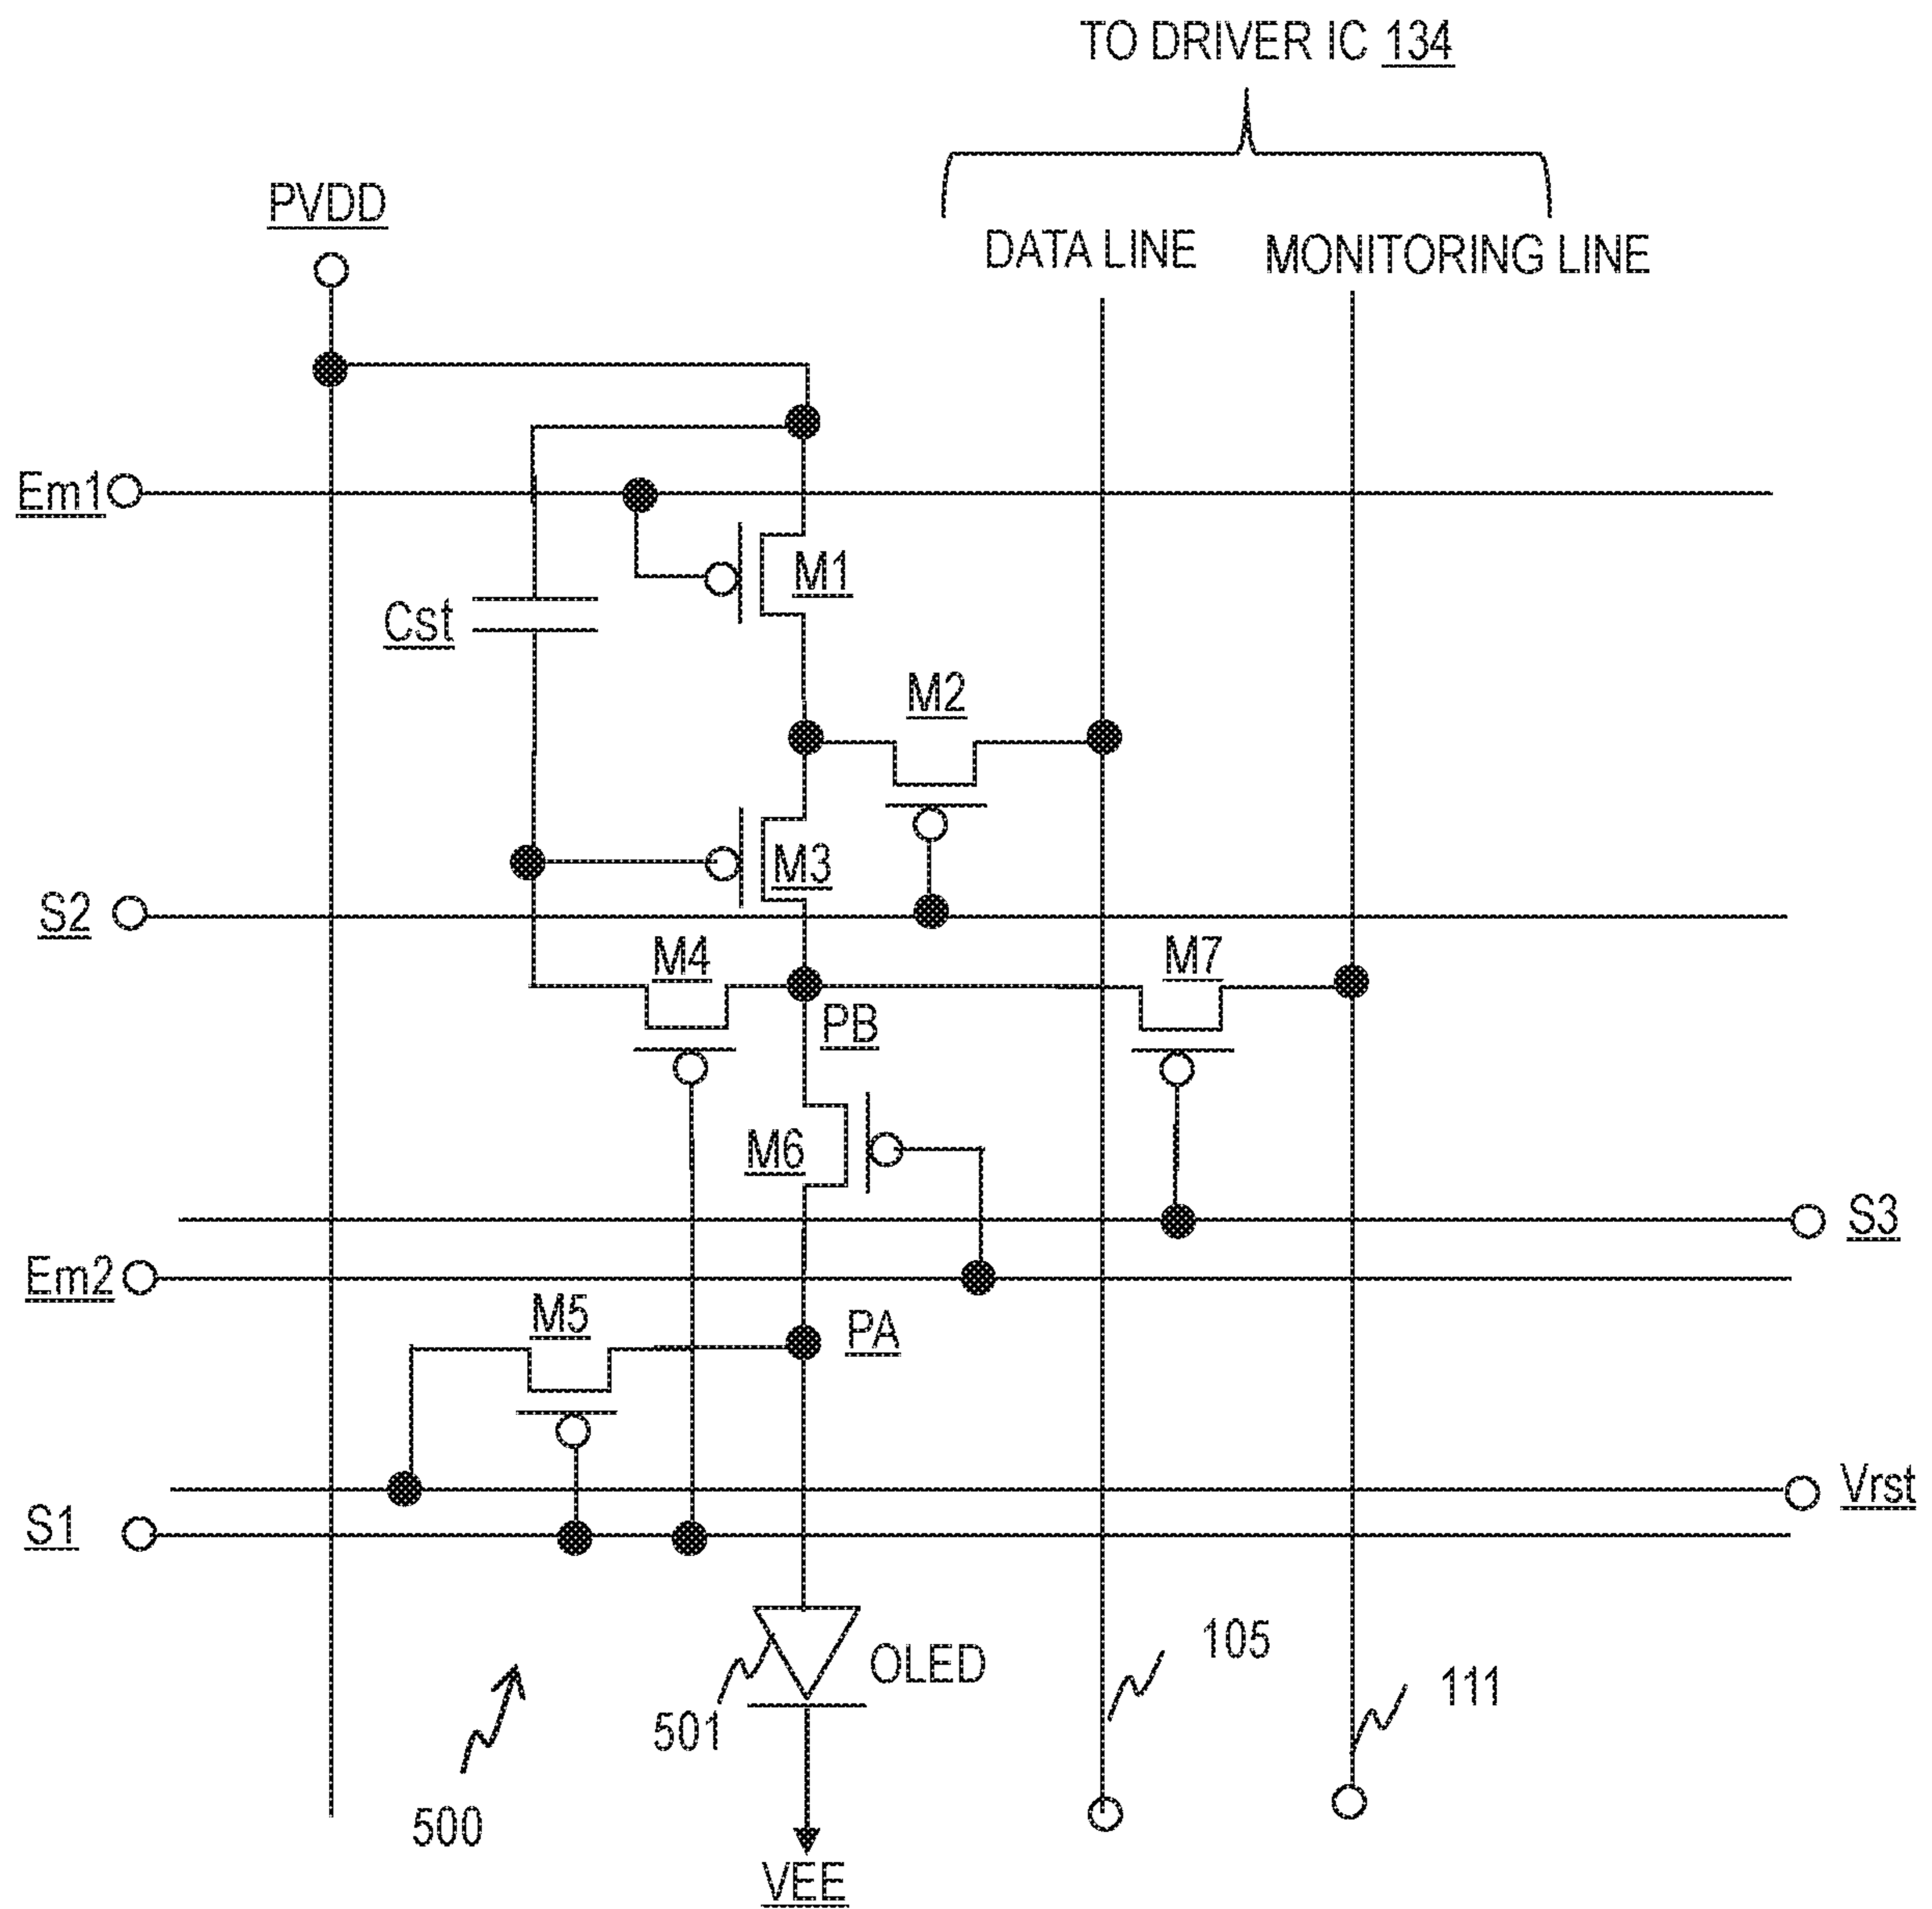 TO DRIVER IC 134
PVDD
DATA LINE
MONITORING LINE
Em1
M1
Cst
M2
M3
S2
M4
M7
PB
M6
S3
Em2
M5
PA
Vrst
S1
105
OLED
111
501
500
VEE